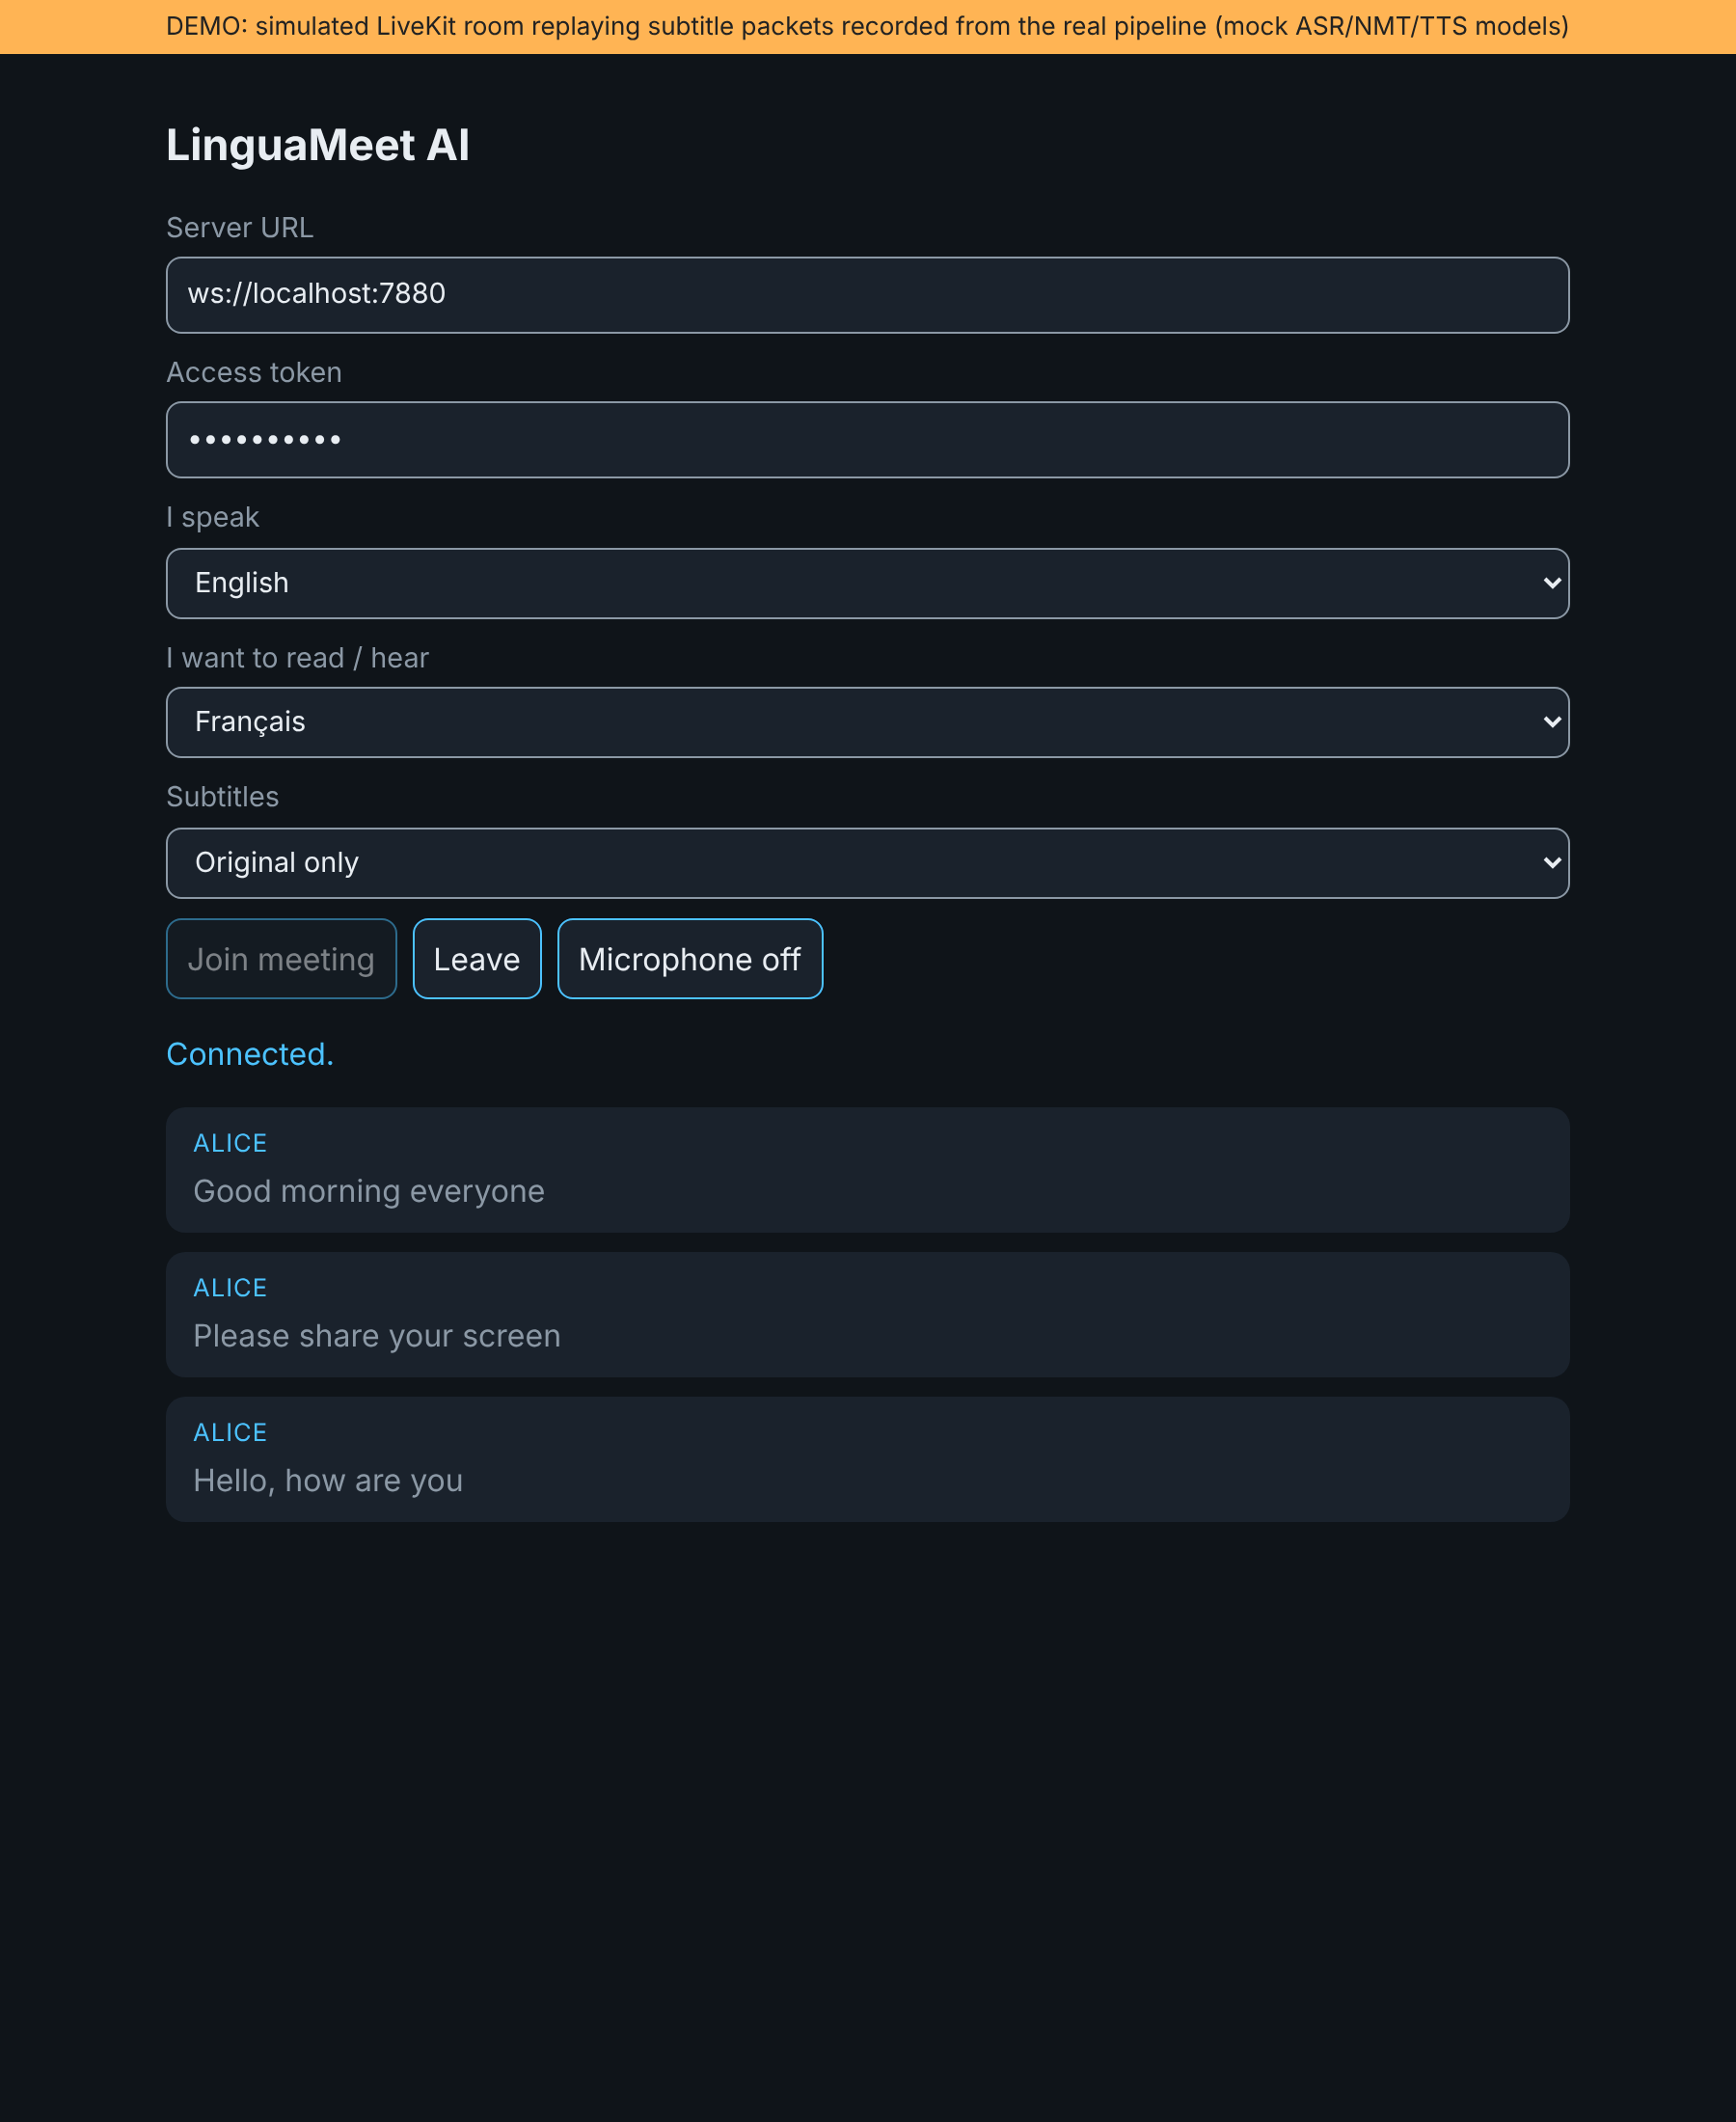 DEMO: simulated LiveKit room replaying subtitle packets recorded from the real pipeline (mock ASR/NMT/TTS models)
LinguaMeet AI
Server URL
ws://localhost:7880
Access token
••••••••••
I speak
English
I want to read / hear
Français
Subtitles
Original only
Join meeting Leave Microphone off
Connected.
ALICE
Good morning everyone
ALICE
Please share your screen
ALICE
Hello, how are you